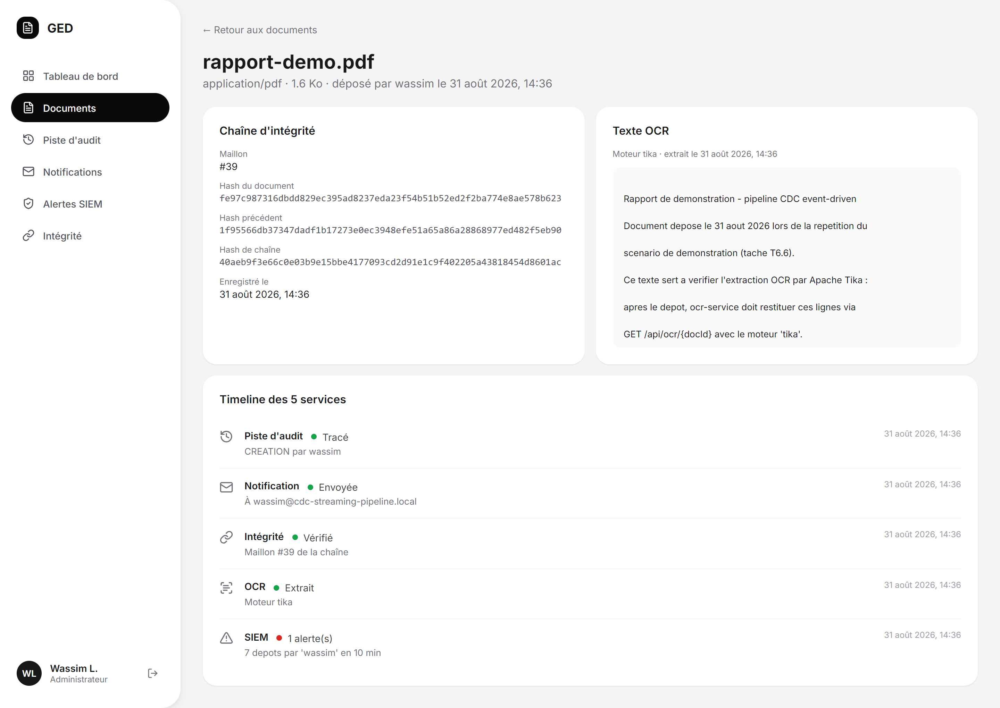 GED
Tableau de bord
Documents
Piste d'audit
Notifications
Alertes SIEM
Intégrité
WL
Wassim L.
Administrateur
← Retour aux documents
rapport-demo.pdf
application/pdf · 1.6 Ko · déposé par wassim le 31 août 2026, 14:36
Chaîne d'intégrité
Maillon
#39
Hash du document
fe97c987316dbdd829ec395ad8237eda23f54b51b52ed2f2ba774e8ae578b623
Hash précédent
1f95566db37347dadf1b17273e0ec3948efe51a65a86a28868977ed482f5eb90
Hash de chaîne
40aeb9f3e66c0e03b9e15bbe4177093cd2d91e1c9f402205a43818454d8601ac
Enregistré le
31 août 2026, 14:36
Texte OCR
Moteur tika · extrait le 31 août 2026, 14:36
Rapport de demonstration - pipeline CDC event-driven
Document depose le 31 aout 2026 lors de la repetition du
scenario de demonstration (tache T6.6).
Ce texte sert a verifier l'extraction OCR par Apache Tika :
apres le depot, ocr-service doit restituer ces lignes via
GET /api/ocr/{docId} avec le moteur 'tika'.
Timeline des 5 services
Piste d'audit Tracé 31 août 2026, 14:36
CREATION par wassim
Notification Envoyée 31 août 2026, 14:36
À wassim@cdc-streaming-pipeline.local
Intégrité Vérifié 31 août 2026, 14:36
Maillon #39 de la chaîne
OCR Extrait 31 août 2026, 14:36
Moteur tika
SIEM 1 alerte(s) 31 août 2026, 14:36
7 depots par 'wassim' en 10 min